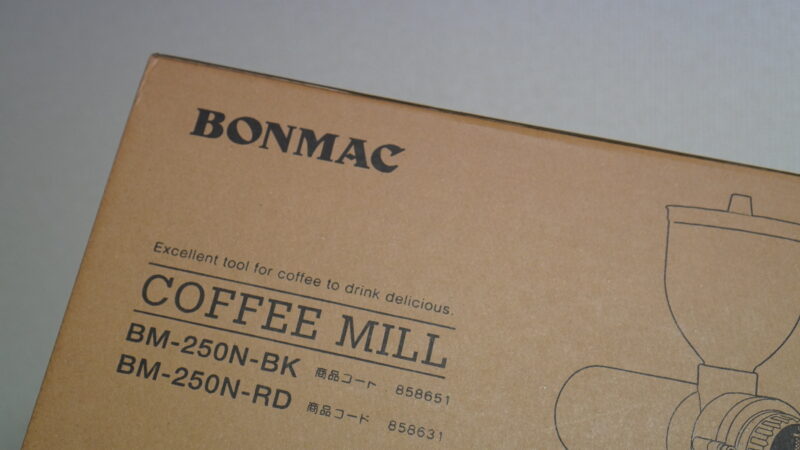 BONMAC
Excellent tool for coffee to drink delicious.
COFFEE MILL
BM-250N-BK 商品コート 858651
BM-250N-RD 商品コード 858631